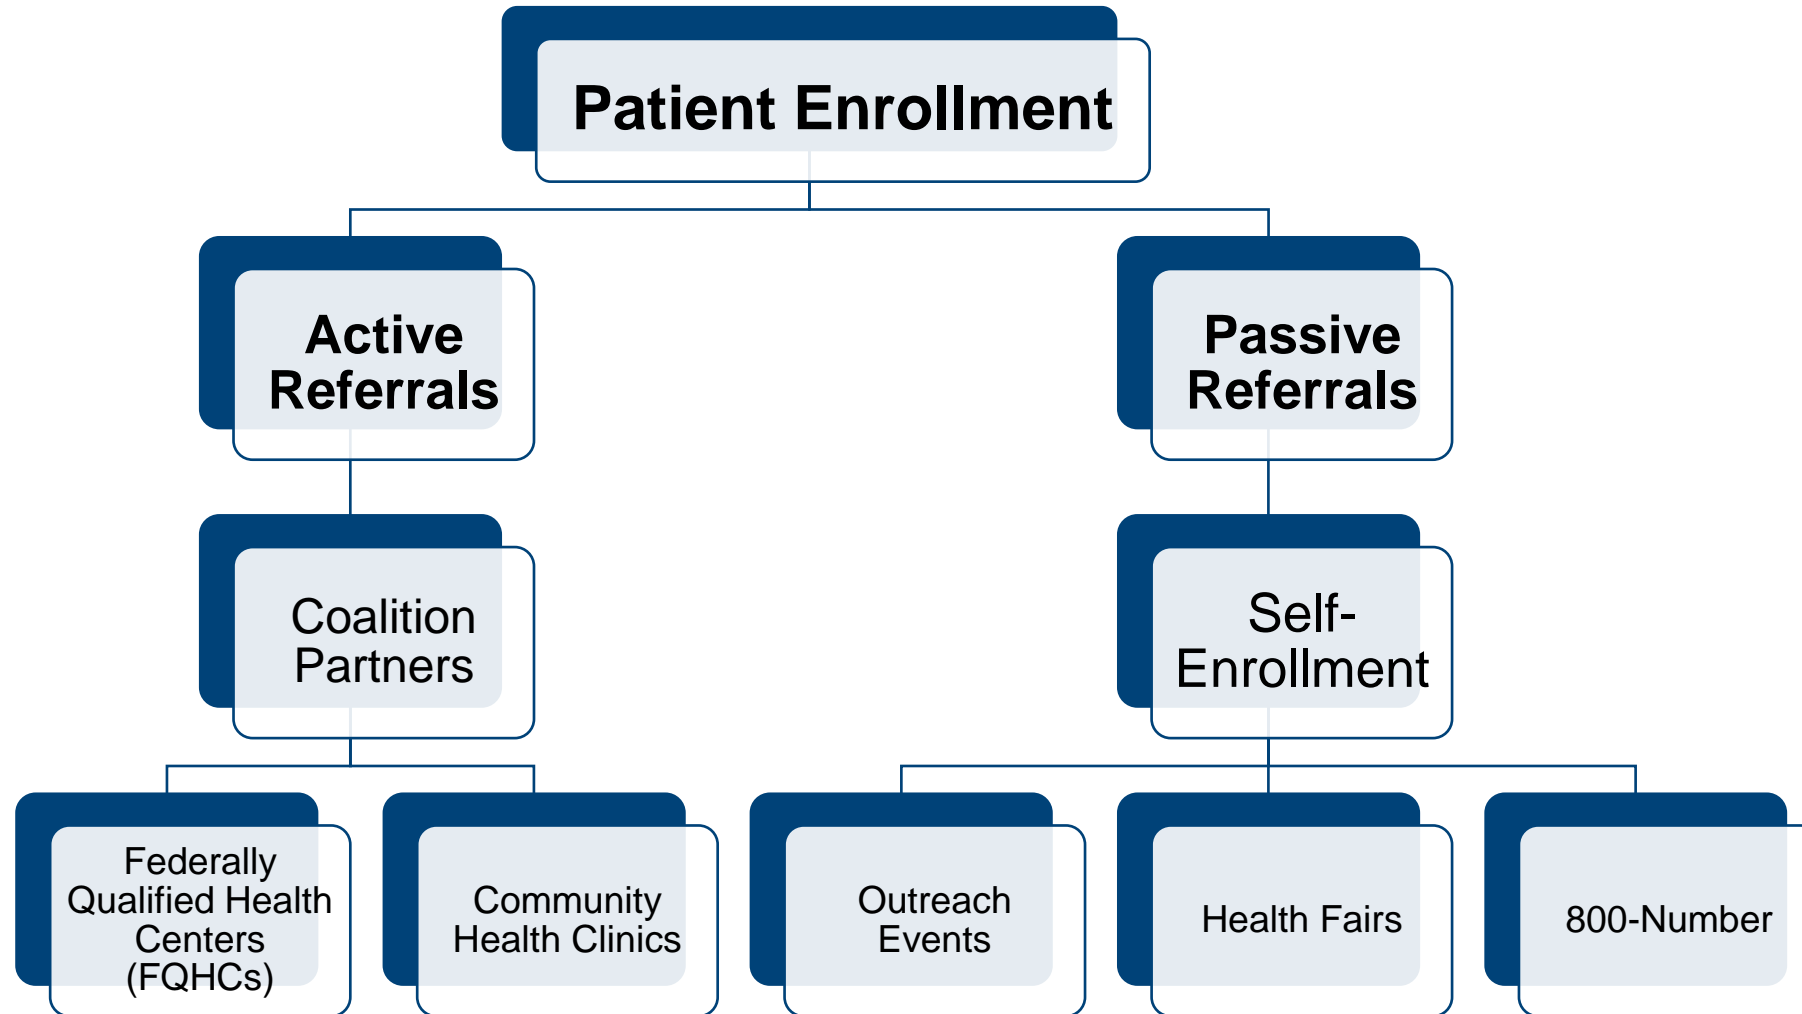 Patient Enrollment
Active
Referrals
Passive
Referrals
Coalition
Partners
Self-
Enrollment
Federally
Qualified Health
Centers
(FQHCs)
Community
Health Clinics
Outreach
Events
Health Fairs
800-Number